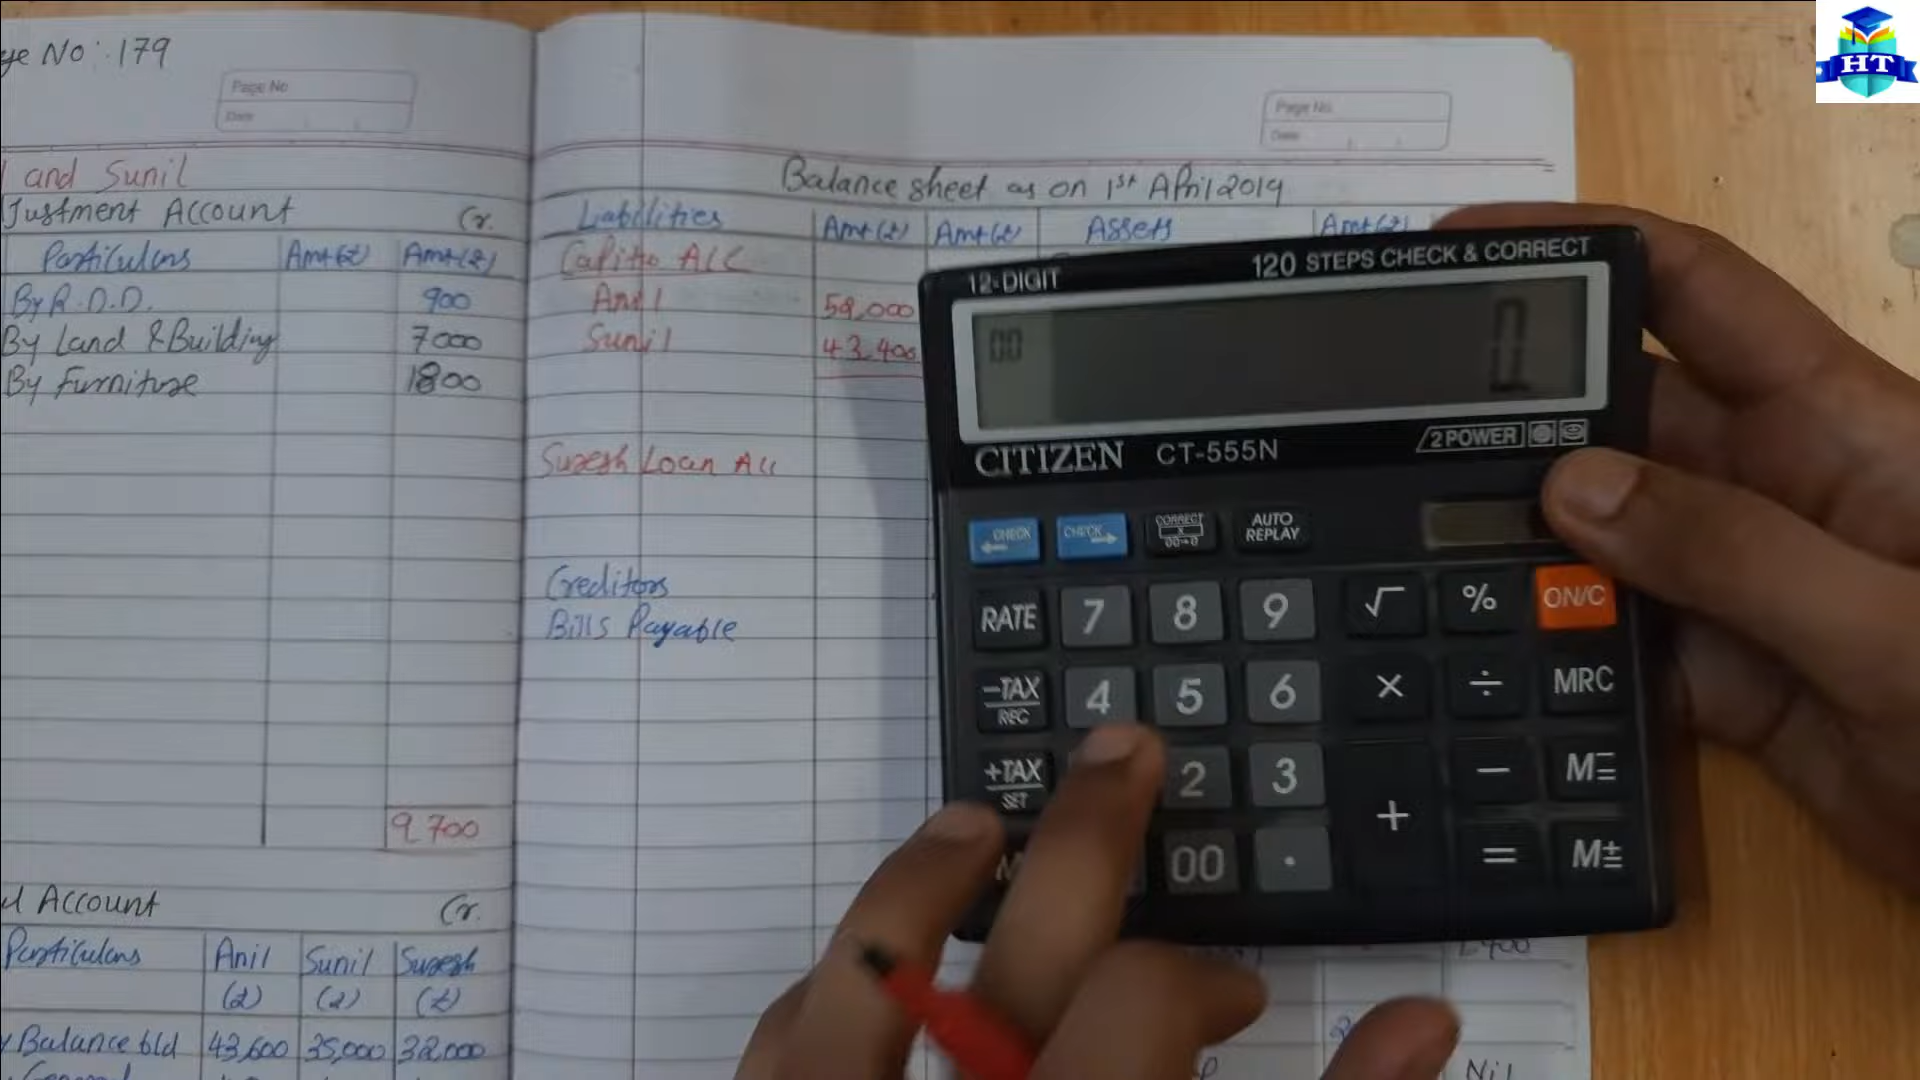 ge No: 179
Page No
Date
and Sunil
Justment Account Cr.
Particulars Amt(₹) Amt(₹)
By R.D.D. 900
By Land & Building 7000
By Furniture 1800
9700
Account Cr.
Particulars Anil Sunil Suresh
(₹) (₹) (₹)
Balance b/d 43,600 35,000 32,000
Page No.
Date
Balance sheet as on 1st April 2019
Liabilities Amt(₹) Amt(₹) Assets Amt(₹)
Capital A/c
Anil 58,000
Sunil 43,400
Suresh Loan A/c
Creditors
Bills Payable
Nil
12-DIGIT 120 STEPS CHECK & CORRECT
00 0
CITIZEN CT-555N 2 POWER
CHECK CHECK CORRECT X 00→0 AUTO REPLAY
RATE 7 8 9 √ % ON/C
-TAX REC 4 5 6 × ÷ MRC
+TAX SET 2 3 + − M=
00 . = M±
HT